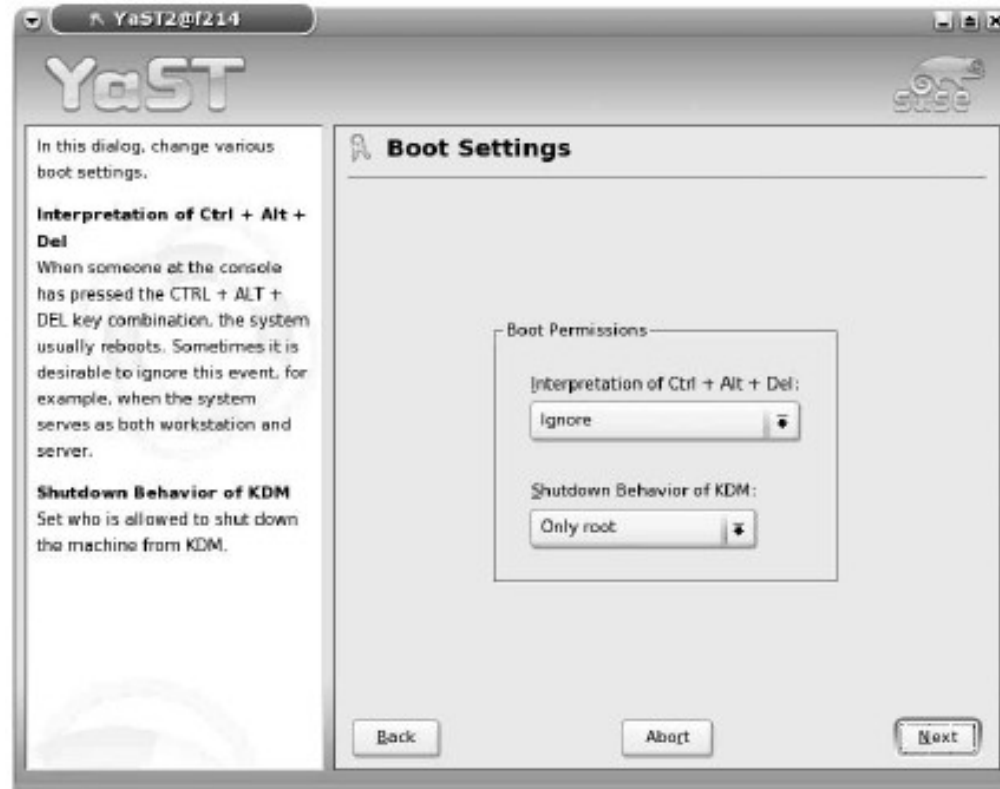 YaST2@f214
YaST
suse
In this dialog, change various
boot settings.
Interpretation of Ctrl + Alt +
Del
When someone at the console
has pressed the CTRL + ALT +
DEL key combination, the system
usually reboots. Sometimes it is
desirable to ignore this event, for
example, when the system
serves as both workstation and
server.
Shutdown Behavior of KDM
Set who is allowed to shut down
the machine from KDM.
Boot Settings
Boot Permissions
Interpretation of Ctrl + Alt + Del:
Ignore
Shutdown Behavior of KDM:
Only root
Back
Abort
Next